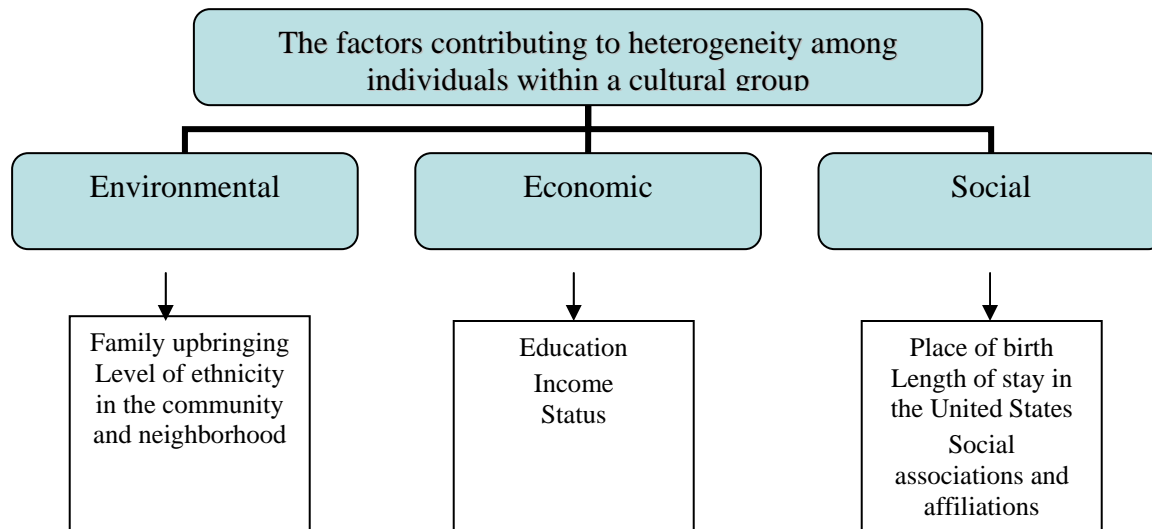 The factors contributing to heterogeneity among
individuals within a cultural group
Environmental
Economic
Social
Family upbringing
Level of ethnicity
in the community
and neighborhood
Education
Income
Status
Place of birth
Length of stay in
the United States
Social
associations and
affiliations